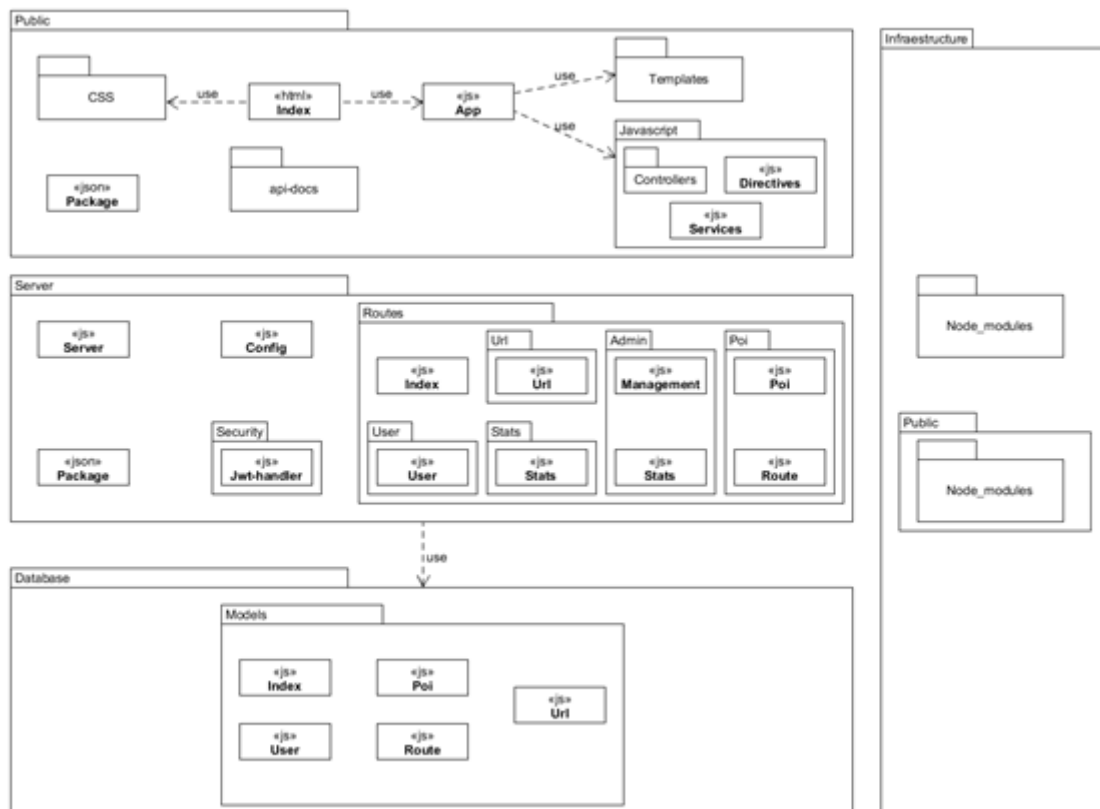 Public
CSS
use
«html»
Index
use
«js»
App
use
Templates
use
Javascript
Controllers
«js»
Directives
«js»
Services
«json»
Package
api-docs
Server
«js»
Server
«js»
Config
«json»
Package
Security
«js»
Jwt-handler
Routes
«js»
Index
Url
«js»
Url
Admin
«js»
Management
«js»
Stats
Poi
«js»
Poi
«js»
Route
User
«js»
User
Stats
«js»
Stats
use
Database
Models
«js»
Index
«js»
Poi
«js»
Url
«js»
User
«js»
Route
Infraestructure
Node_modules
Public
Node_modules